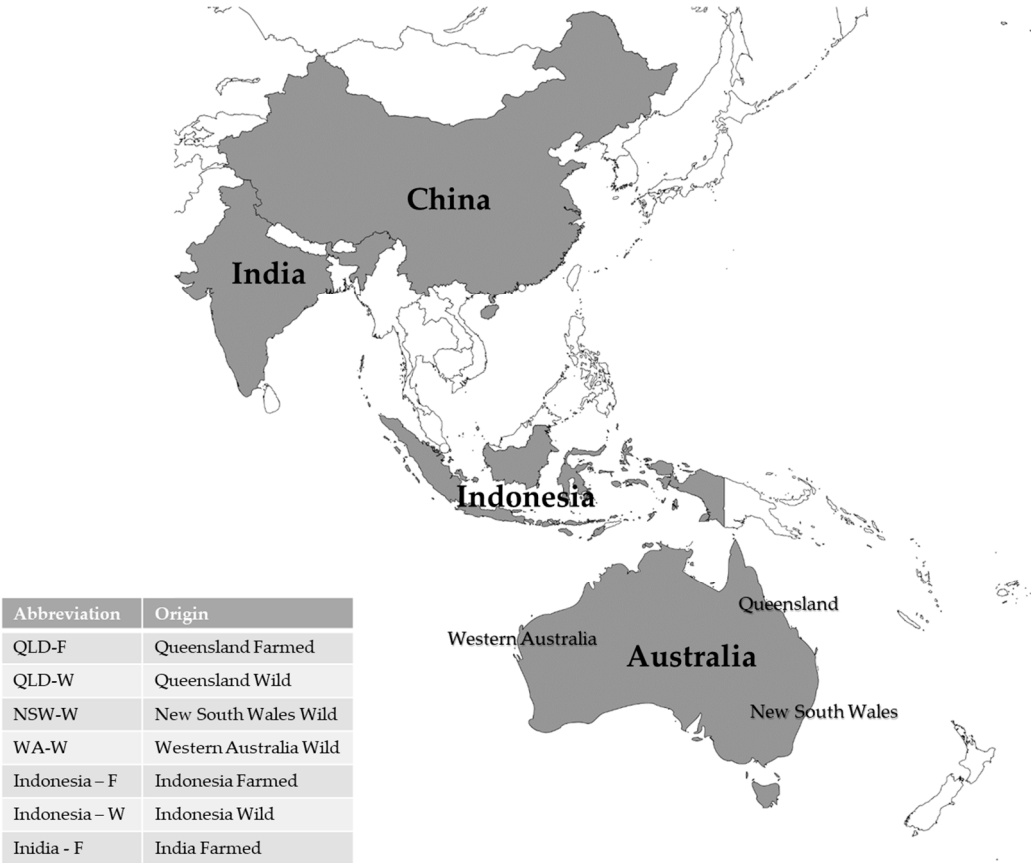 China
India
Indonesia
Queensland
Western Australia
Australia
New South Wales
Abbreviation Origin
QLD-F Queensland Farmed
QLD-W Queensland Wild
NSW-W New South Wales Wild
WA-W Western Australia Wild
Indonesia – F Indonesia Farmed
Indonesia – W Indonesia Wild
Inidia - F India Farmed